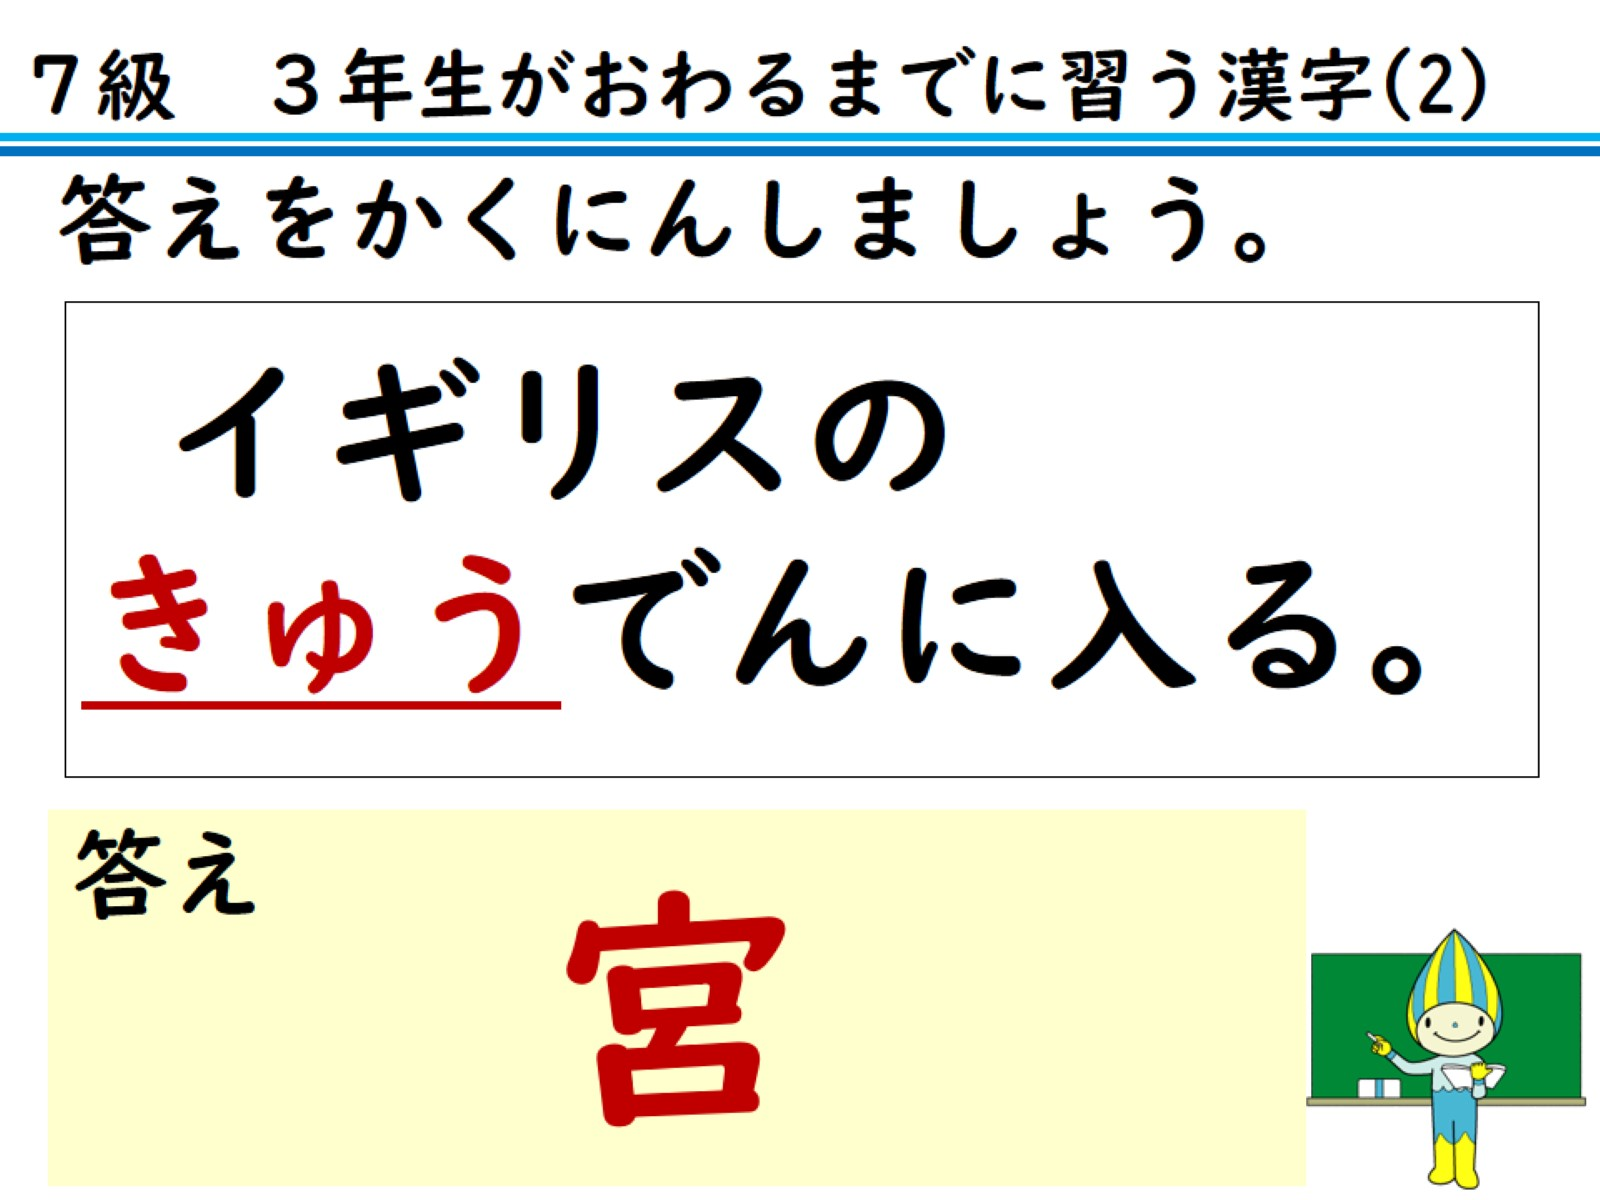 ７級　３年生がおわるまでに習う漢字(2)
答えをかくにんしましょう。
イギリスの
きゅうでんに入る。
答え
宮